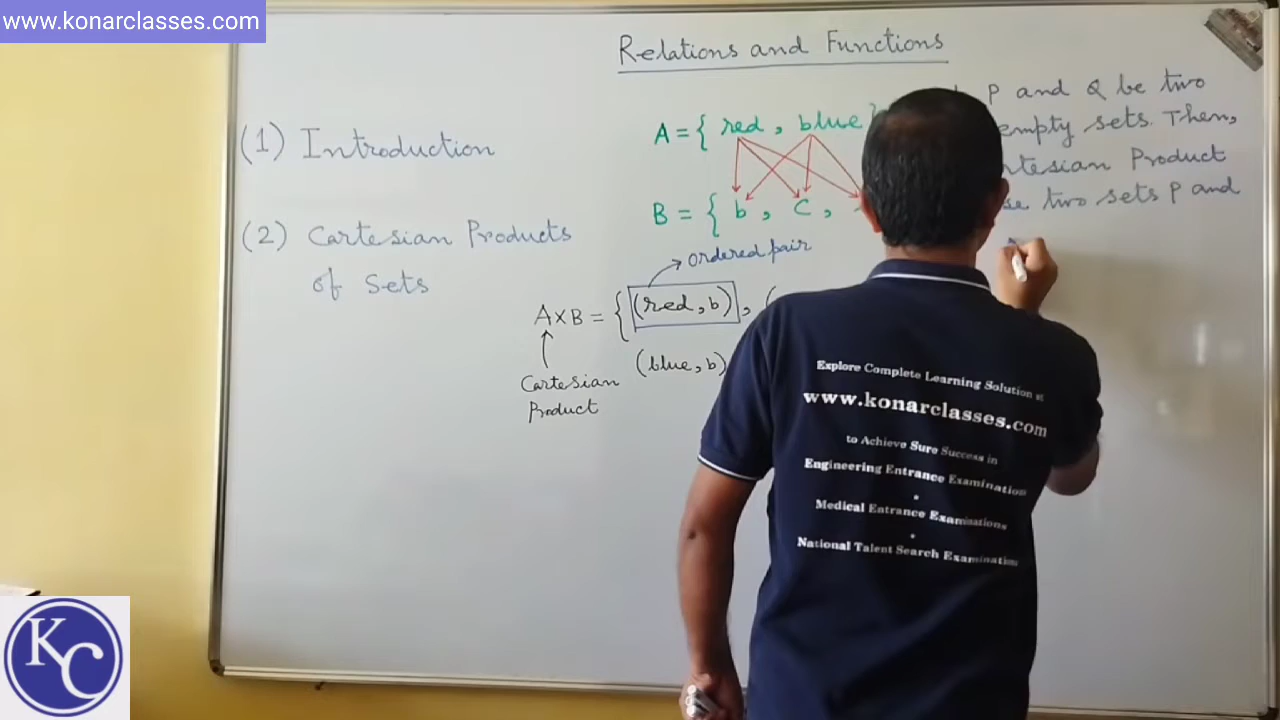 www.konarclasses.com
Relations and Functions
(1) Introduction
(2) Cartesian Products
of Sets
A = { red , blue }
B = { b , c ,
ordered pair
A×B = { (red, b) , (
(blue, b)
Cartesian
Product
P and Q be two
empty sets. Then,
Product
two sets P and
Explore Complete Learning Solution at
www.konarclasses.com
to Achieve Sure Success in
Engineering Entrance Examinations
•
Medical Entrance Examinations
•
National Talent Search Examinations
KC